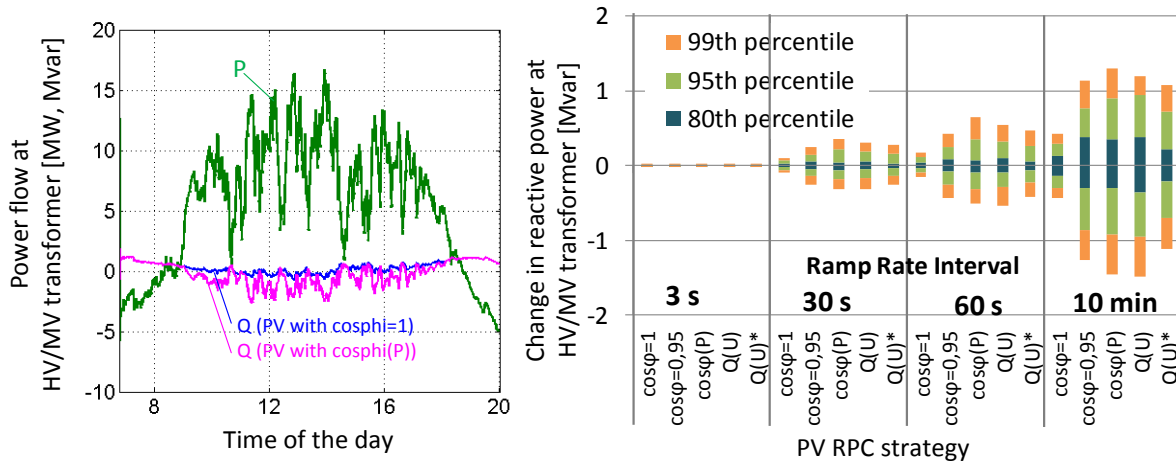 Power flow at
HV/MV transformer [MW, Mvar]
20
15
10
5
0
-5
-10
P
Q (PV with cosphi=1)
Q (PV with cosphi(P))
8
12
16
20
Time of the day
Change in reactive power at
HV/MV transformer [Mvar]
2
1
0
-1
-2
99th percentile
95th percentile
80th percentile
Ramp Rate Interval
3 s
30 s
60 s
10 min
cosφ=1
cosφ=0,95
cosφ(P)
Q(U)
Q(U)*
cosφ=1
cosφ=0,95
cosφ(P)
Q(U)
Q(U)*
cosφ=1
cosφ=0,95
cosφ(P)
Q(U)
Q(U)*
cosφ=1
cosφ=0,95
cosφ(P)
Q(U)
Q(U)*
PV RPC strategy